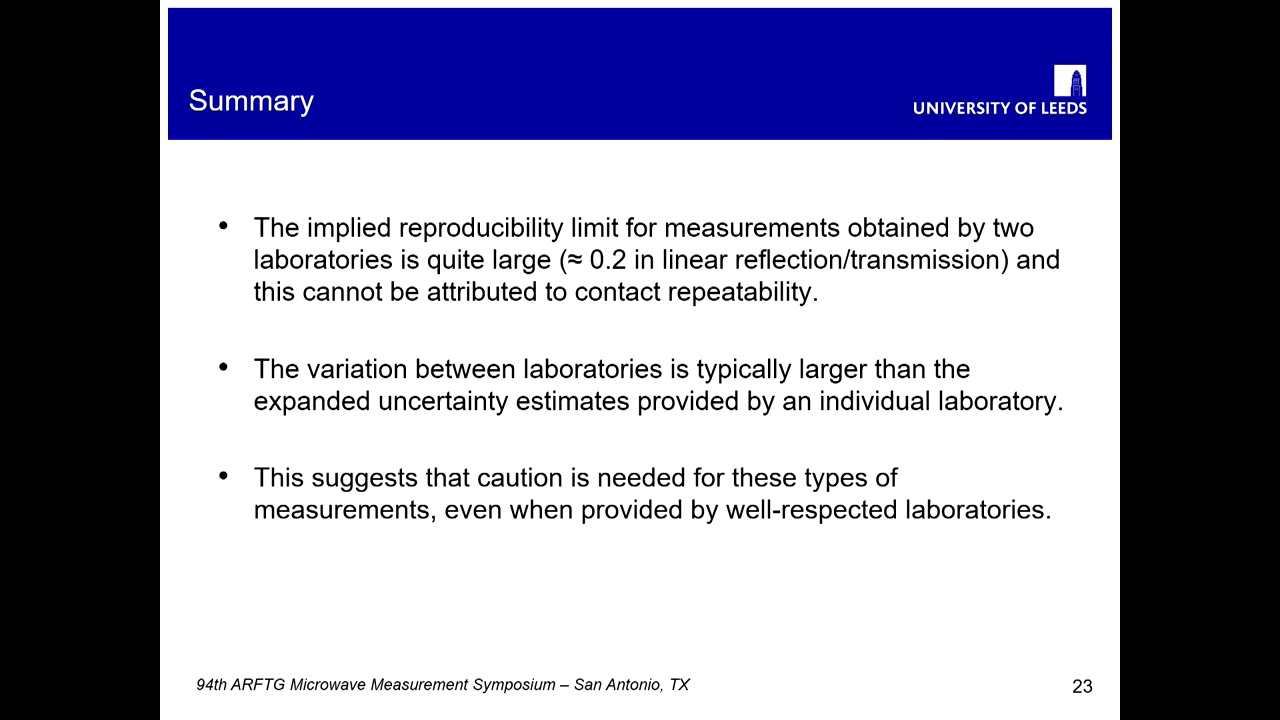 Summary
UNIVERSITY OF LEEDS
• The implied reproducibility limit for measurements obtained by two
laboratories is quite large (≈ 0.2 in linear reflection/transmission) and
this cannot be attributed to contact repeatability.
• The variation between laboratories is typically larger than the
expanded uncertainty estimates provided by an individual laboratory.
• This suggests that caution is needed for these types of
measurements, even when provided by well-respected laboratories.
94th ARFTG Microwave Measurement Symposium – San Antonio, TX
23